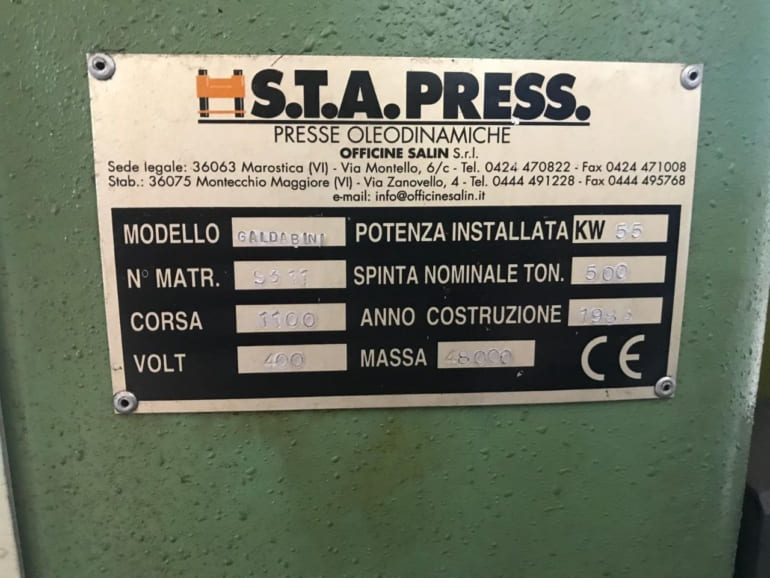 S.T.A.PRESS.
PRESSE OLEODINAMICHE
OFFICINE SALIN S.r.l.
Sede legale: 36063 Marostica (VI) - Via Montello, 6/c - Tel. 0424 470822 - Fax 0424 471008
Stab.: 36075 Montecchio Maggiore (VI) - Via Zanovello, 4 - Tel. 0444 491228 - Fax 0444 495768
e-mail: info@officinesalin.it
MODELLO GALDABINI POTENZA INSTALLATA KW 55
N° MATR. SPINTA NOMINALE TON. 500
CORSA 1100 ANNO COSTRUZIONE
VOLT 400 MASSA 48000 CE